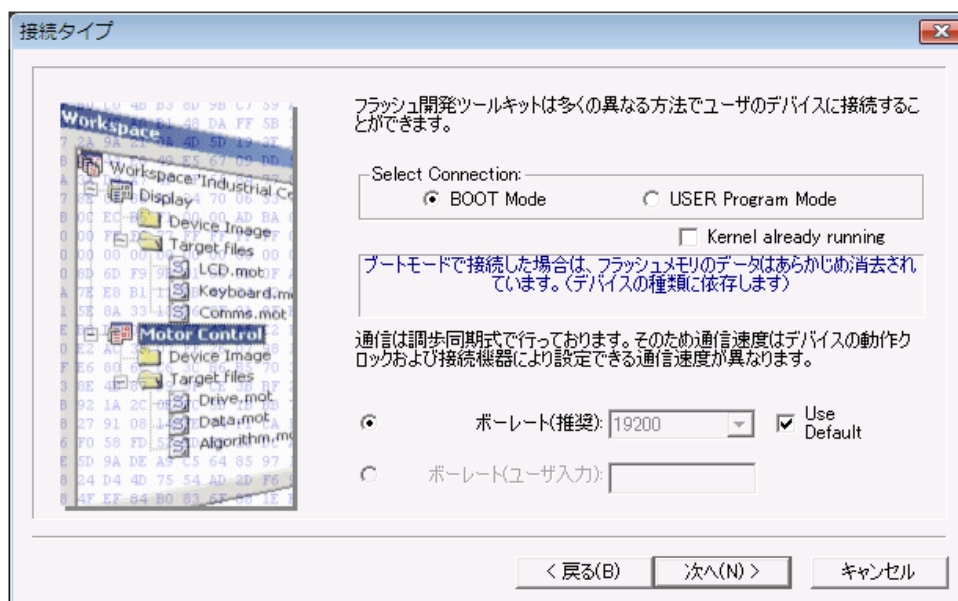 接続タイプ
Workspace
Workspace 'Industrial Co
Display
Device Image
Target files
LCD.mot
Keyboard.mo
Comms.mot
Motor Control
Device Image
Target files
Drive.mot
Data.mot
Algorithm.mo
フラッシュ開発ツールキットは多くの異なる方法でユーザのデバイスに接続するこ
とができます。
Select Connection:
BOOT Mode USER Program Mode
Kernel already running
ブートモードで接続した場合は、フラッシュメモリのデータはあらかじめ消去され
ています。(デバイスの種類に依存します)
通信は調歩同期式で行っております。そのため通信速度はデバイスの動作ク
ロックおよび接続機器により設定できる通信速度が異なります。
ボーレート(推奨): 19200 Use
Default
ボーレート(ユーザ入力):
< 戻る(B) 次へ(N) > キャンセル